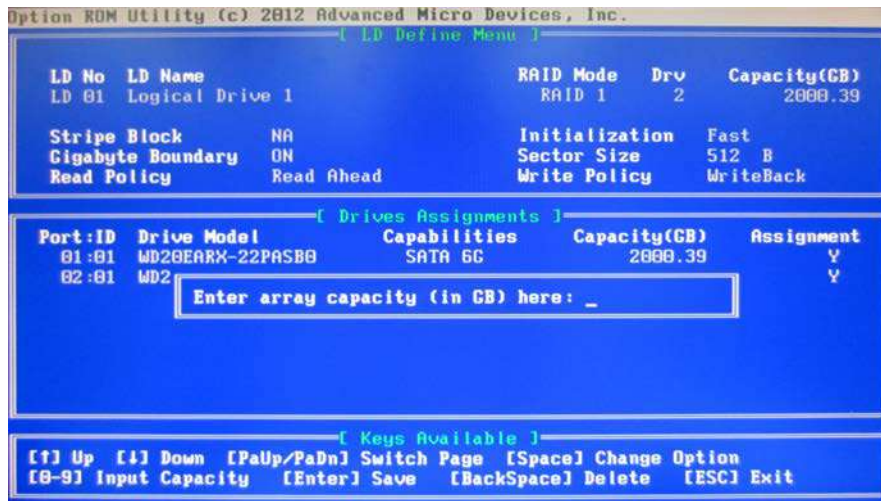 Option ROM Utility (c) 2012 Advanced Micro Devices, Inc.
[ LD Define Menu ]
LD No LD Name RAID Mode Drv Capacity(GB)
LD 01 Logical Drive 1 RAID 1 2 2000.39
Stripe Block NA Initialization Fast
Gigabyte Boundary ON Sector Size 512 B
Read Policy Read Ahead Write Policy WriteBack
[ Drives Assignments ]
Port:ID Drive Model Capabilities Capacity(GB) Assignment
01:01 WD20EARX-22PASB0 SATA 6G 2000.39 Y
02:01 WD2 Y
Enter array capacity (in GB) here: _
[ Keys Available ]
[↑] Up [↓] Down [PaUp/PaDn] Switch Page [Space] Change Option
[0-9] Input Capacity [Enter] Save [BackSpace] Delete [ESC] Exit